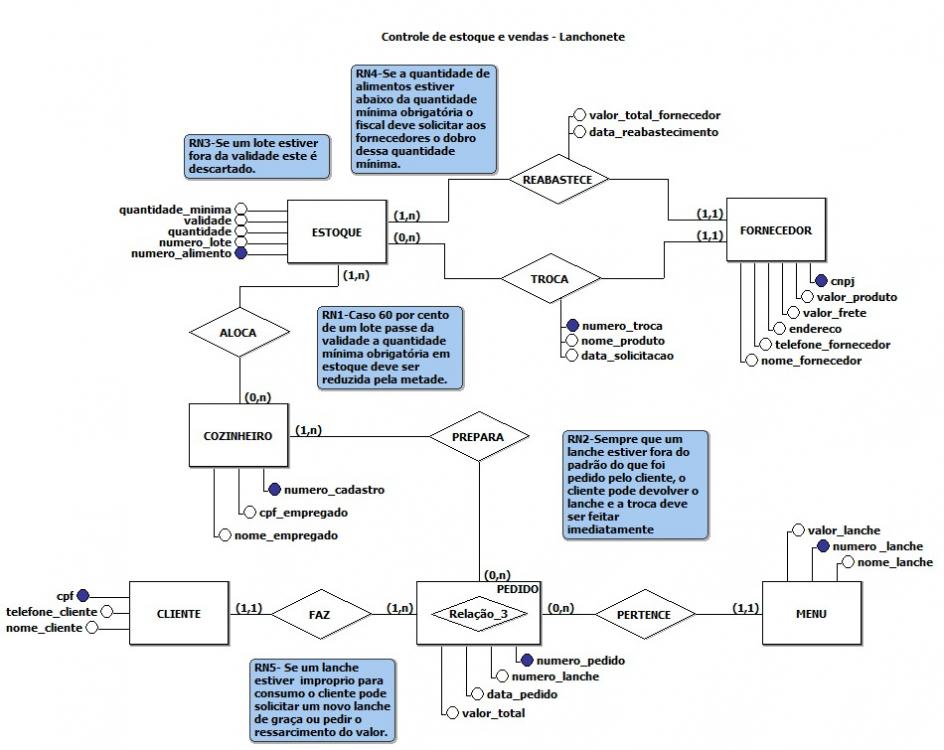 Controle de estoque e vendas - Lanchonete
RN4-Se a quantidade de
alimentos estiver
abaixo da quantidade
mínima obrigatória o
fiscal deve solicitar aos
fornecedores o dobro
dessa quantidade
mínima.
RN3-Se um lote estiver
fora da validade este é
descartado.
valor_total_fornecedor
data_reabastecimento
REABASTECE
quantidade_minima
validade
quantidade
numero_lote
numero_alimento
ESTOQUE
(1,n)
(0,n)
(1,n)
(1,1)
(1,1)
FORNECEDOR
TROCA
cnpj
valor_produto
valor_frete
endereco
telefone_fornecedor
nome_fornecedor
numero_troca
nome_produto
data_solicitacao
ALOCA
RN1-Caso 60 por cento
de um lote passe da
validade a quantidade
mínima obrigatória em
estoque deve ser
reduzida pela metade.
(0,n)
COZINHEIRO
(1,n)
PREPARA
numero_cadastro
cpf_empregado
nome_empregado
RN2-Sempre que um
lanche estiver fora do
padrão do que foi
pedido pelo cliente, o
cliente pode devolver o
lanche e a troca deve
ser feitar
imediatamente
valor_lanche
numero _lanche
nome_lanche
cpf
telefone_cliente
nome_cliente
CLIENTE
(1,1)
FAZ
(1,n)
(0,n)
PEDIDO
Relação_3
(0,n)
PERTENCE
(1,1)
MENU
numero_pedido
numero_lanche
data_pedido
valor_total
RN5- Se um lanche
estiver improprio para
consumo o cliente pode
solicitar um novo lanche
de graça ou pedir o
ressarcimento do valor.